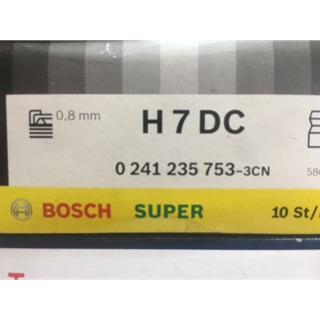 0,8 mm
H 7 DC
0 241 235 753-3CN
BOSCH SUPER
10 St/